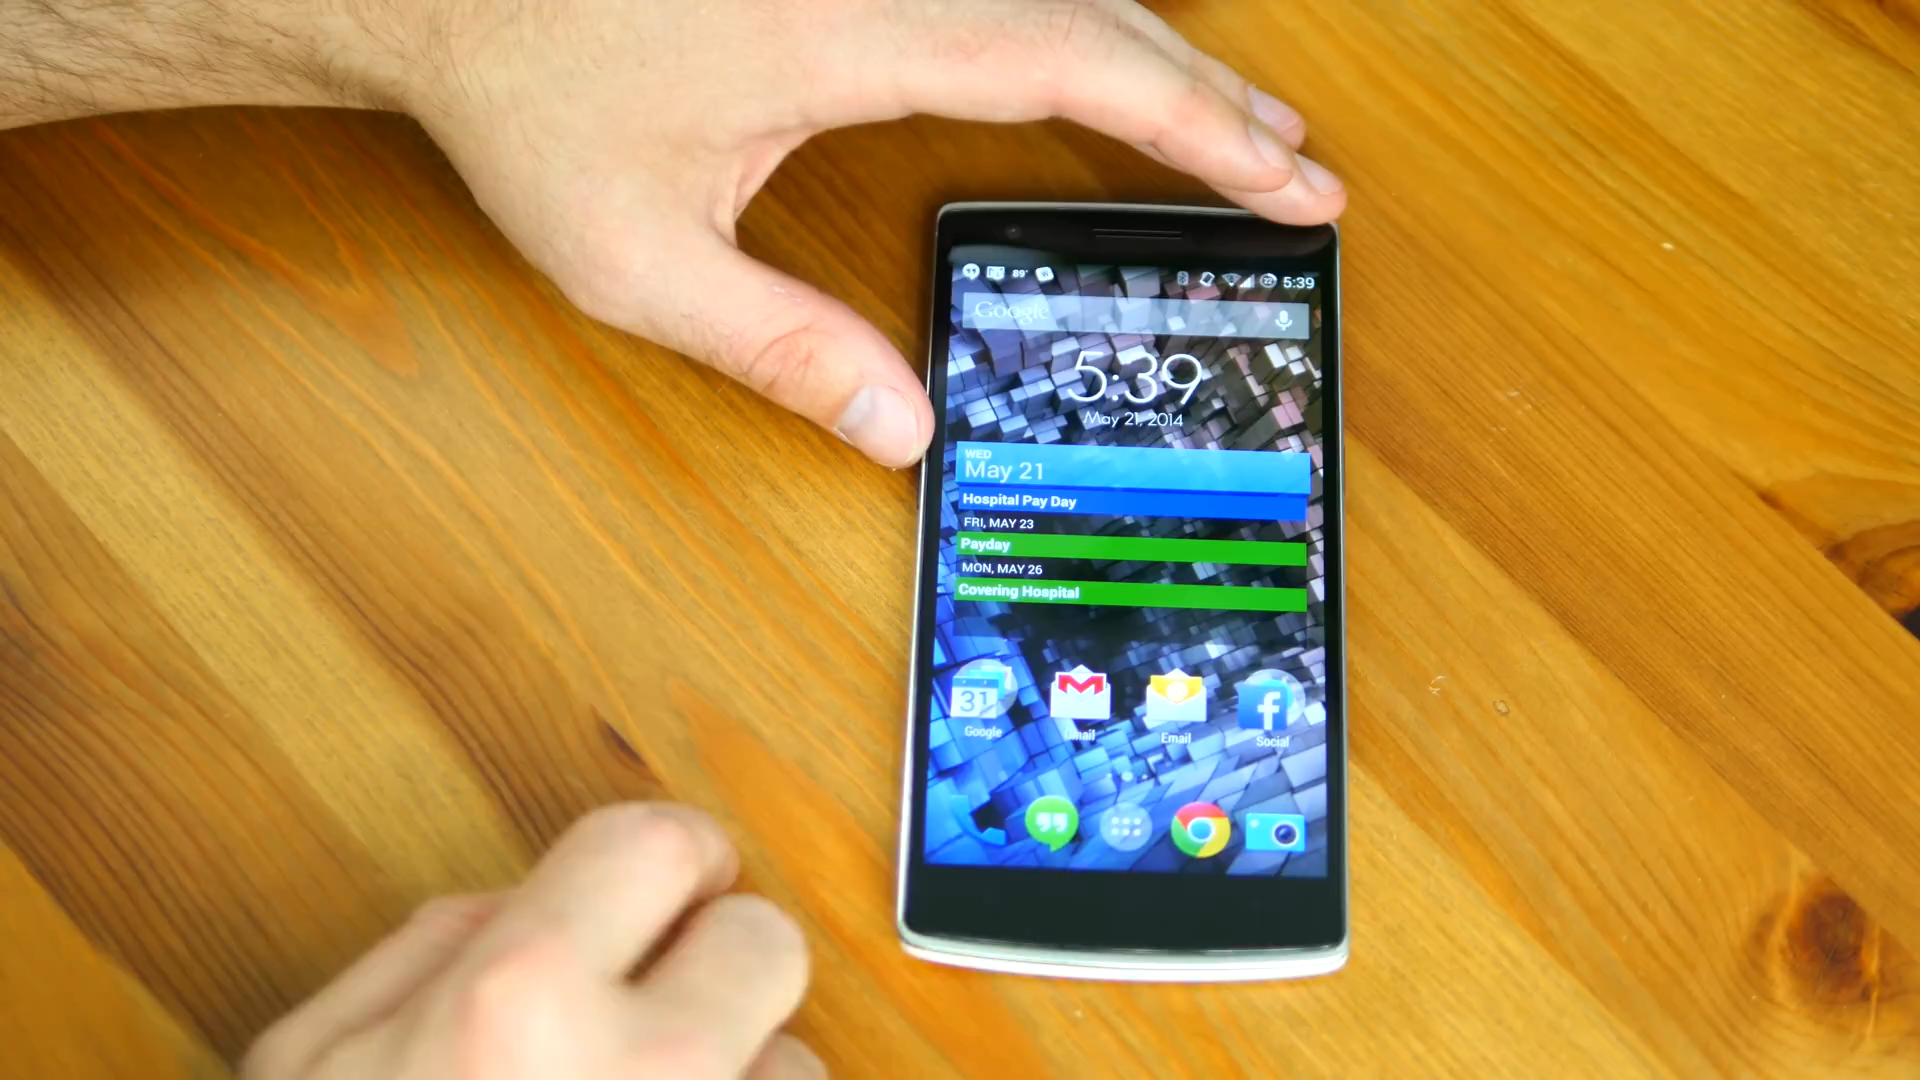 89°
5:39
Google
5:39
May 21, 2014
WED
May 21
Hospital Pay Day
FRI, MAY 23
Payday
MON, MAY 26
Covering Hospital
31
Google
Gmail
Email
Social